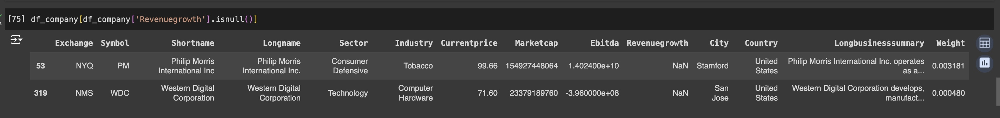 [75] df_company[df_company['Revenuegrowth'].isnull()]
Exchange Symbol Shortname Longname Sector Industry Currentprice Marketcap Ebitda Revenuegrowth City Country Longbusinesssummary Weight
53 NYQ PM Philip Morris International Inc Philip Morris International Inc. Consumer Defensive Tobacco 99.66 154927448064 1.402400e+10 NaN Stamford United States Philip Morris International Inc. operates as a... 0.003181
319 NMS WDC Western Digital Corporation Western Digital Corporation Technology Computer Hardware 71.60 23379189760 -3.960000e+08 NaN San Jose United States Western Digital Corporation develops, manufact... 0.000480